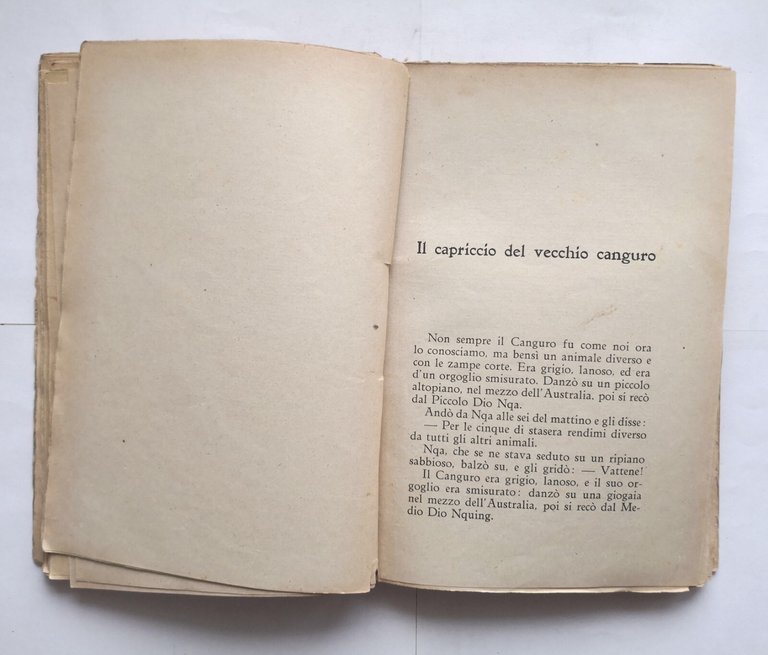 Il capriccio del vecchio canguro
Non sempre il Canguro fu come noi ora
lo conosciamo, ma bensì un animale diverso e
con le zampe corte. Era grigio, lanoso, ed era
d'un orgoglio smisurato. Danzò su un piccolo
altopiano, nel mezzo dell'Australia, poi si recò
dal Piccolo Dio Nqa.
Andò da Nqa alle sei del mattino e gli disse:
— Per le cinque di stasera rendimi diverso
da tutti gli altri animali.
Nqa, che se ne stava seduto su un ripiano
sabbioso, balzò su, e gli gridò: — Vattene!
Il Canguro era grigio, lanoso, e il suo or-
goglio era smisurato: danzò su una giogaia
nel mezzo dell'Australia, poi si recò dal Me-
dio Dio Nquing.